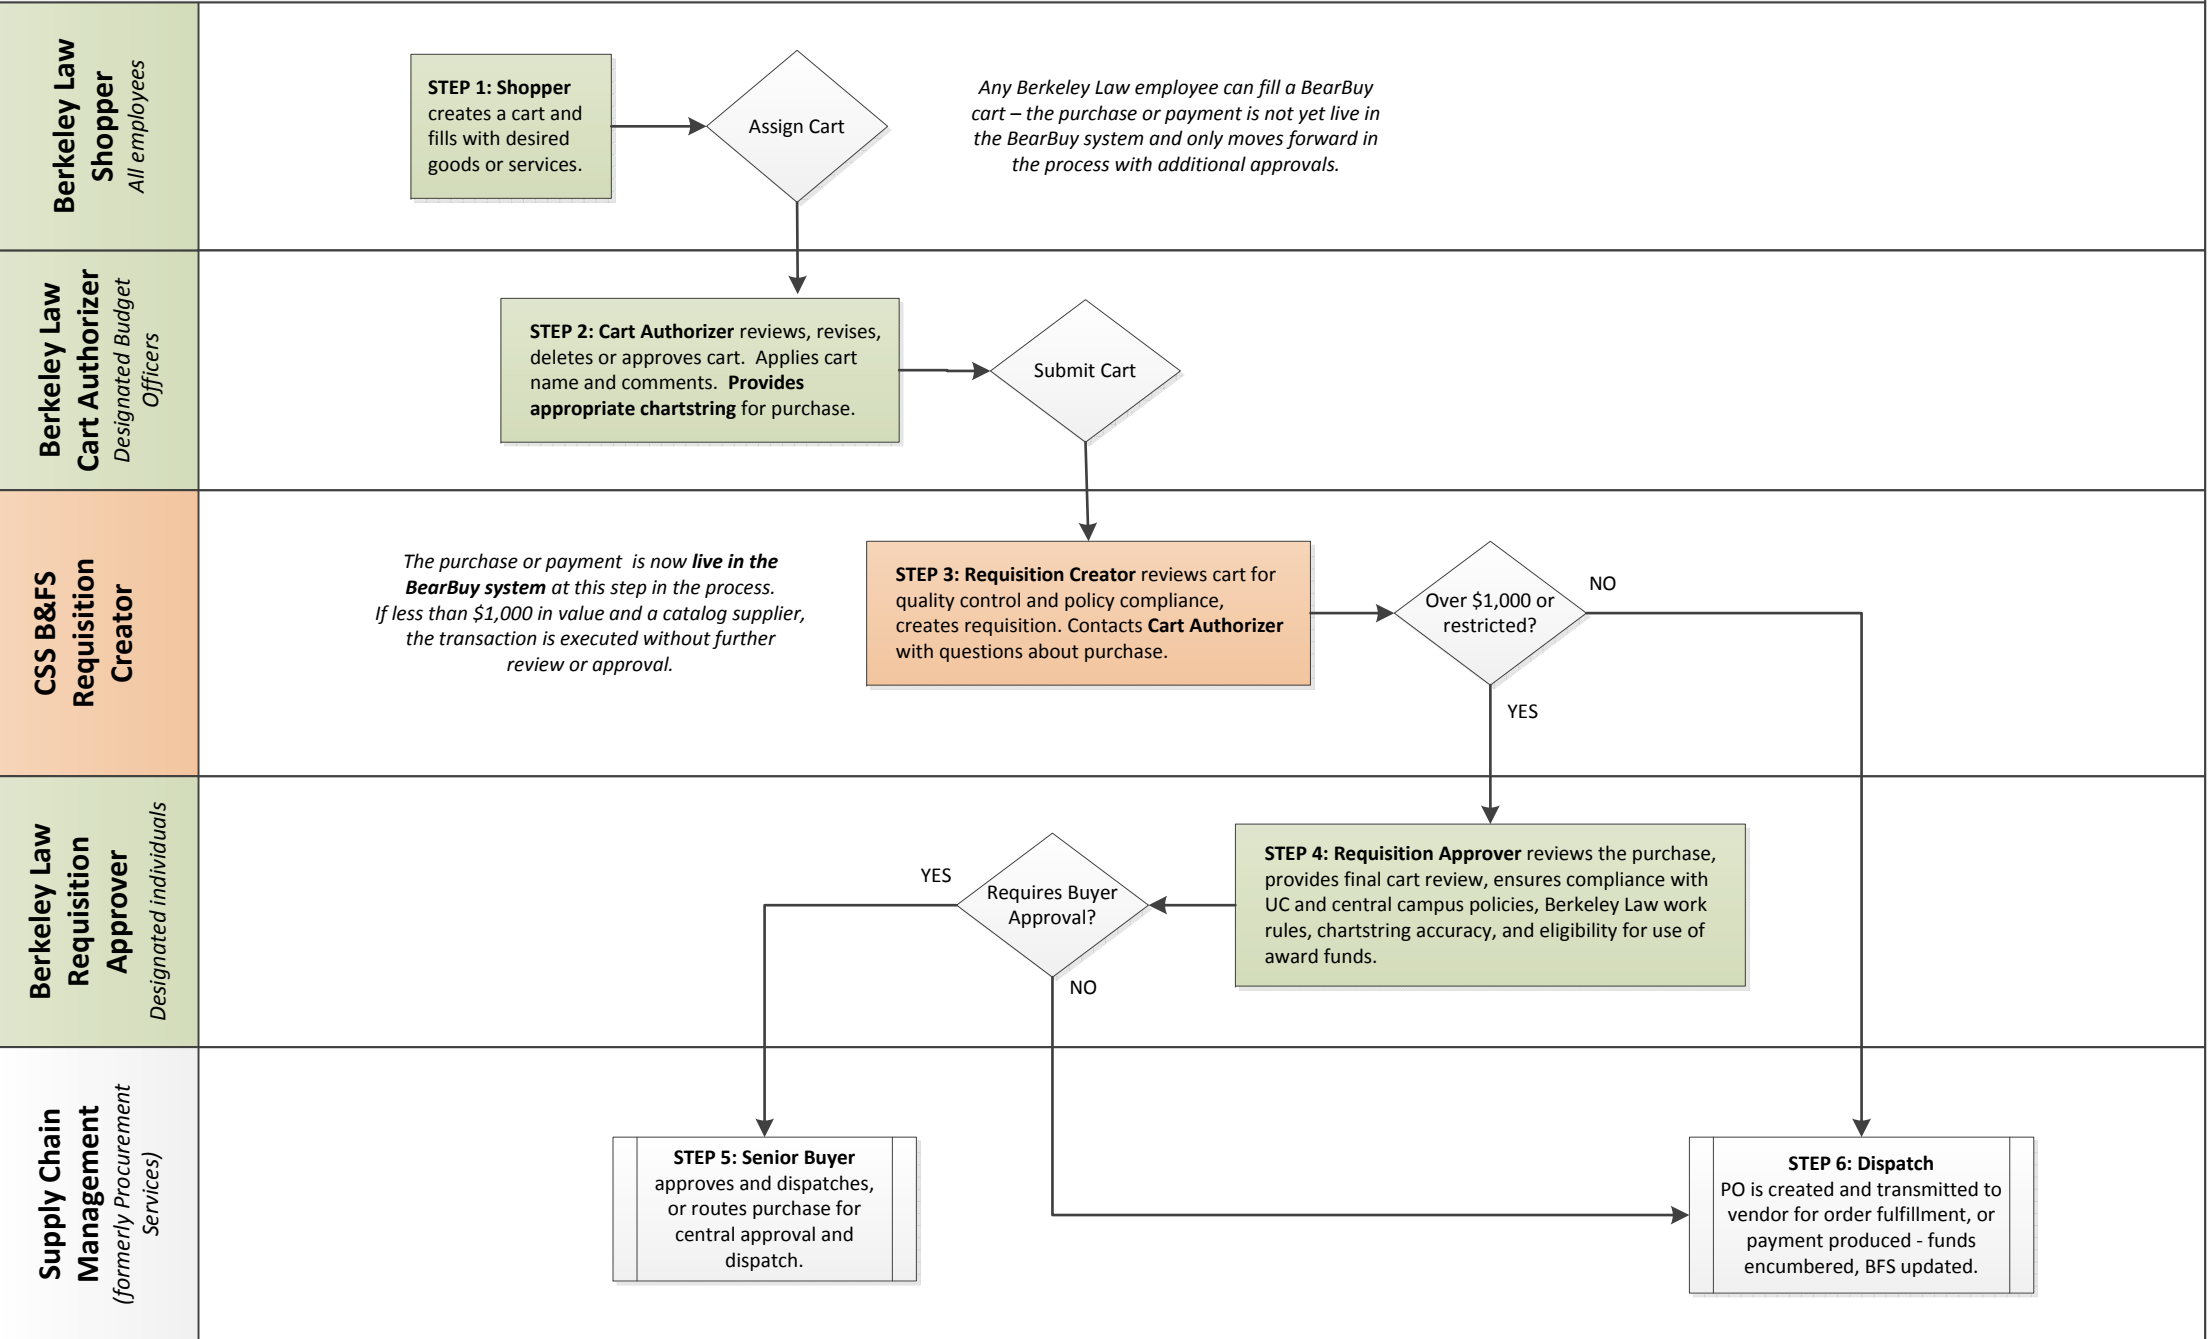 Berkeley Law
Shopper
All employees
STEP 1: Shopper
creates a cart and
fills with desired
goods or services.
Assign Cart
Any Berkeley Law employee can fill a BearBuy
cart – the purchase or payment is not yet live in
the BearBuy system and only moves forward in
the process with additional approvals.
Berkeley Law
Cart Authorizer
Designated Budget
Officers
STEP 2: Cart Authorizer reviews, revises,
deletes or approves cart.  Applies cart
name and comments.  Provides
appropriate chartstring for purchase.
Submit Cart
CSS B&FS
Requisition
Creator
The purchase or payment  is now live in the
BearBuy system at this step in the process.
If less than $1,000 in value and a catalog supplier,
the transaction is executed without further
review or approval.
STEP 3: Requisition Creator reviews cart for
quality control and policy compliance,
creates requisition. Contacts Cart Authorizer
with questions about purchase.
Over $1,000 or
restricted?
NO
YES
Berkeley Law
Requisition
Approver
Designated individuals
YES
Requires Buyer
Approval?
NO
STEP 4: Requisition Approver reviews the purchase,
provides final cart review, ensures compliance with
UC and central campus policies, Berkeley Law work
rules, chartstring accuracy, and eligibility for use of
award funds.
Supply Chain
Management
(formerly Procurement
Services)
STEP 5: Senior Buyer
approves and dispatches,
or routes purchase for
central approval and
dispatch.
STEP 6: Dispatch
PO is created and transmitted to
vendor for order fulfillment, or
payment produced - funds
encumbered, BFS updated.